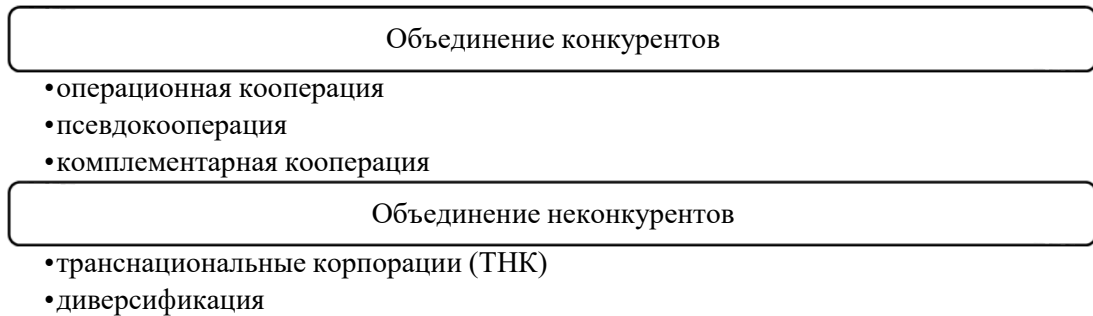 Объединение конкурентов
•операционная кооперация
•псевдокооперация
•комплементарная кооперация
Объединение неконкурентов
•транснациональные корпорации (ТНК)
•диверсификация